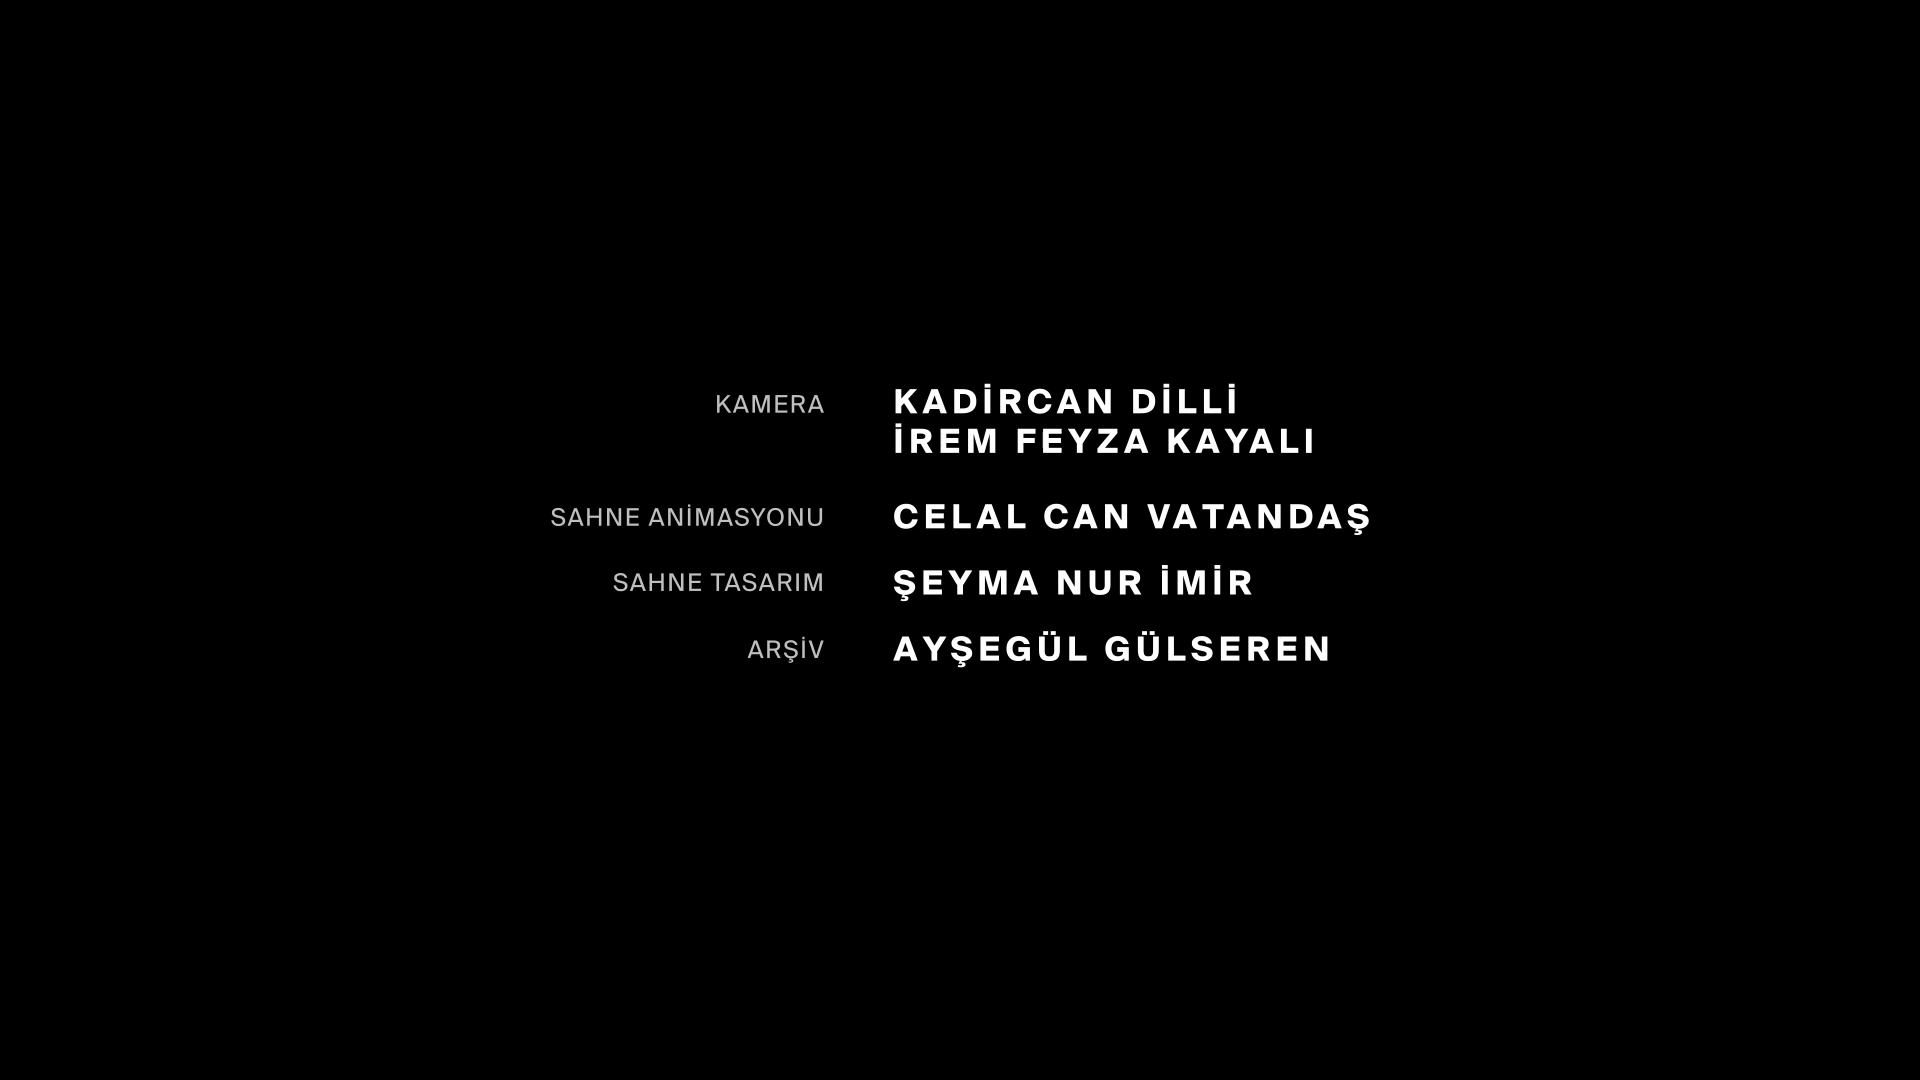 KAMERA KADİRCAN DİLLİ
İREM FEYZA KAYALI
SAHNE ANİMASYONU CELAL CAN VATANDAŞ
SAHNE TASARIM ŞEYMA NUR İMİR
ARŞİV AYŞEGÜL GÜLSEREN